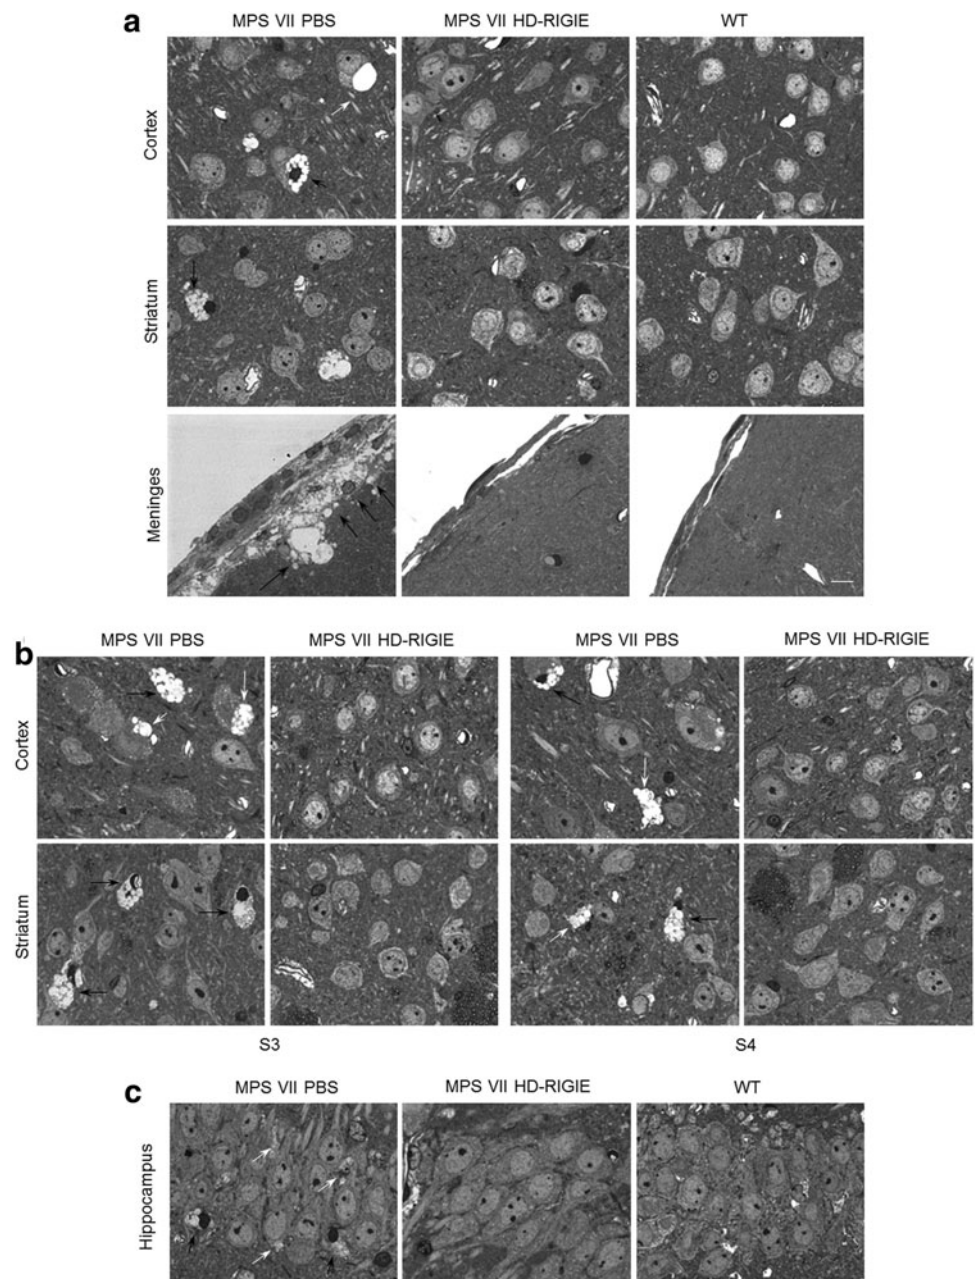 a MPS VII PBS MPS VII HD-RIGIE WT
Cortex
Striatum
Meninges
b MPS VII PBS MPS VII HD-RIGIE MPS VII PBS MPS VII HD-RIGIE
Cortex
Striatum
S3 S4
c MPS VII PBS MPS VII HD-RIGIE WT
Hippocampus